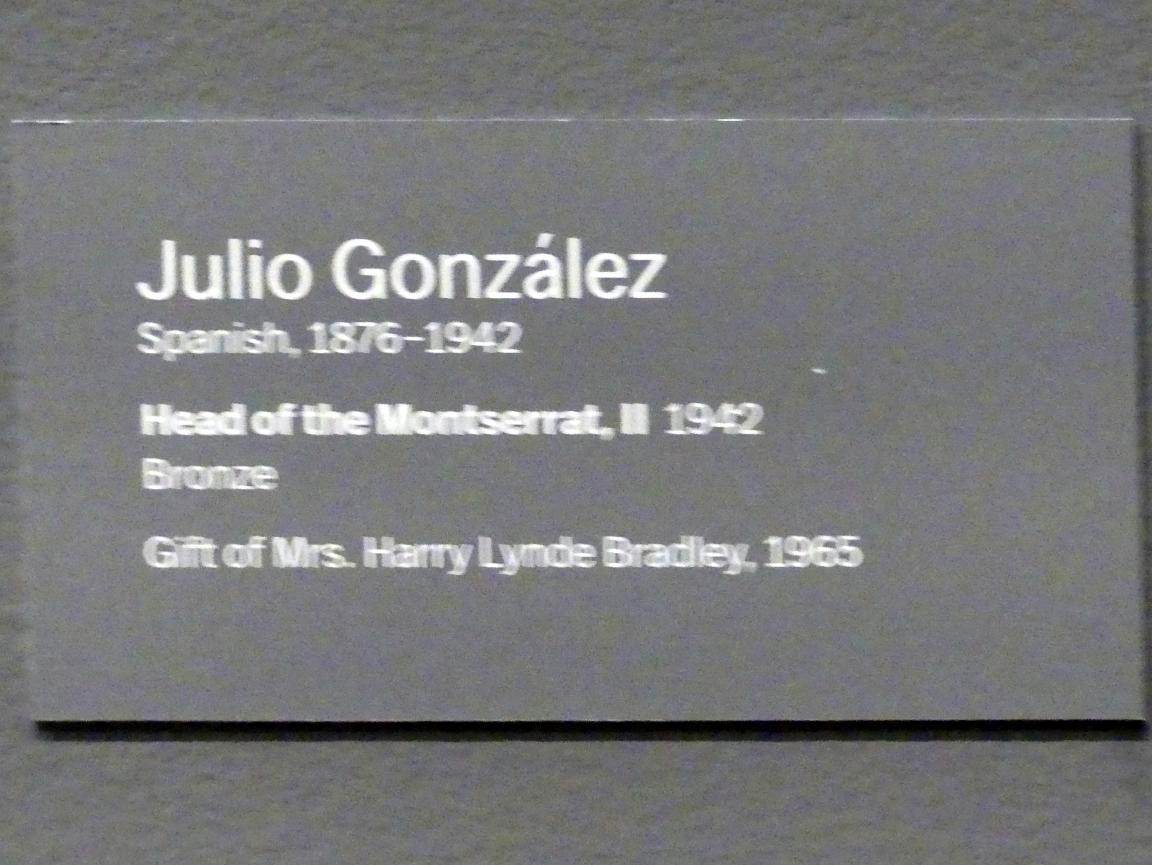 Julio González
Spanish, 1876–1942
Head of the Montserrat, II 1942
Bronze
Gift of Mrs. Harry Lynde Bradley, 1965